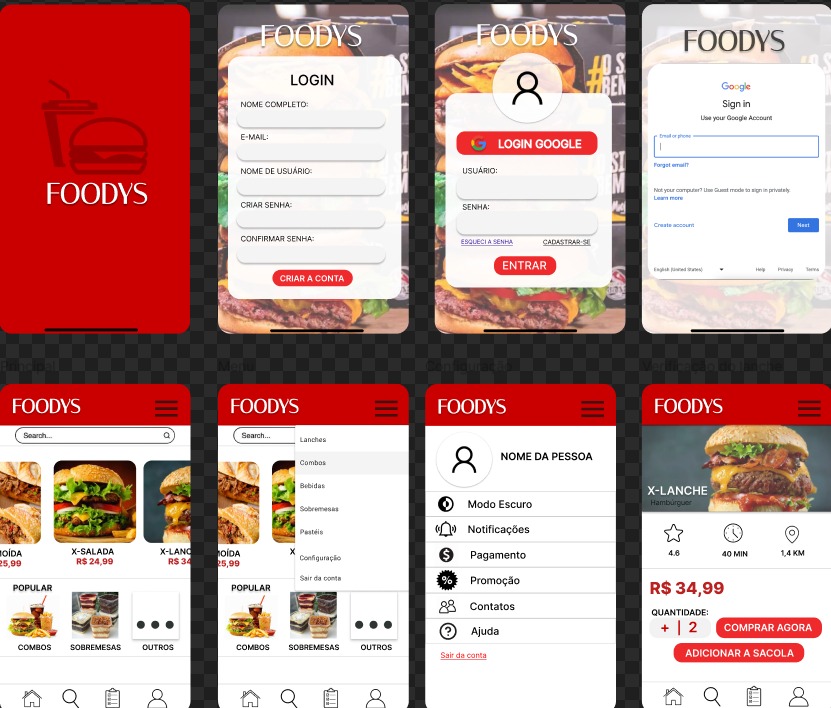 FOODYS
FOODYS
LOGIN
NOME COMPLETO:
E-MAIL:
NOME DE USUÁRIO:
CRIAR SENHA:
CONFIRMAR SENHA:
CRIAR A CONTA
FOODYS
LOGIN GOOGLE
USUÁRIO:
SENHA:
ESQUECI A SENHA CADASTRAR-SE
ENTRAR
FOODYS
Google
Sign in
Use your Google Account
Email or phone
Forgot email?
Not your computer? Use Guest mode to sign in privately.
Learn more
Create account Next
English (United States) Help Privacy Terms
FOODYS
Search...
MOÍDA X-SALADA X-LANC
25,99 R$ 24,99 R$ 34
POPULAR
COMBOS SOBREMESAS OUTROS
FOODYS
Search...
Lanches
Combos
Bebidas
Sobremesas
Pastéis
Configuração
Sair da conta
MOÍDA X
25,99
POPULAR
COMBOS SOBREMESAS OUTROS
FOODYS
NOME DA PESSOA
Modo Escuro
Notificações
Pagamento
Promoção
Contatos
Ajuda
Sair da conta
FOODYS
X-LANCHE
Hambúrguer
4.6 40 MIN 1,4 KM
R$ 34,99
QUANTIDADE:
+ | 2 COMPRAR AGORA
ADICIONAR A SACOLA